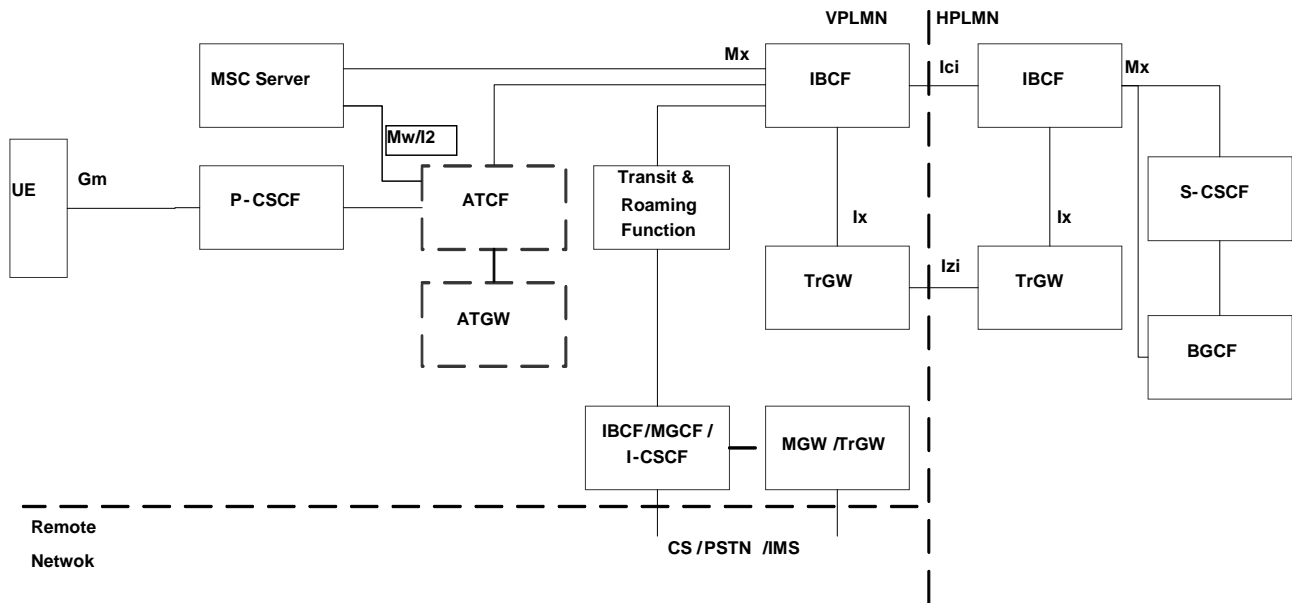 VPLMN
HPLMN
MSC Server
Mx
IBCF
Ici
IBCF
Mx
Mw/I2
UE
Gm
P-CSCF
ATCF
Transit &
Roaming
Function
Ix
Ix
S-CSCF
TrGW
Izi
TrGW
ATGW
BGCF
IBCF/MGCF /
I-CSCF
MGW /TrGW
Remote
Netwok
CS /PSTN /IMS